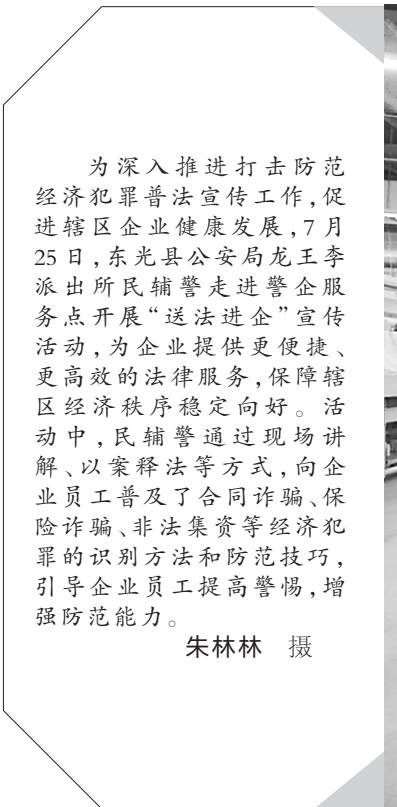 为深入推进打击防范
经济犯罪普法宣传工作，促
进辖区企业健康发展，7月
25日，东光县公安局龙王李
派出所民辅警走进警企服
务点开展“送法进企”宣传
活动，为企业提供更便捷、
更高效的法律服务，保障辖
区经济秩序稳定向好。活
动中，民辅警通过现场讲
解、以案释法等方式，向企
业员工普及了合同诈骗、保
险诈骗、非法集资等经济犯
罪的识别方法和防范技巧，
引导企业员工提高警惕，增
强防范能力。
朱林林 摄